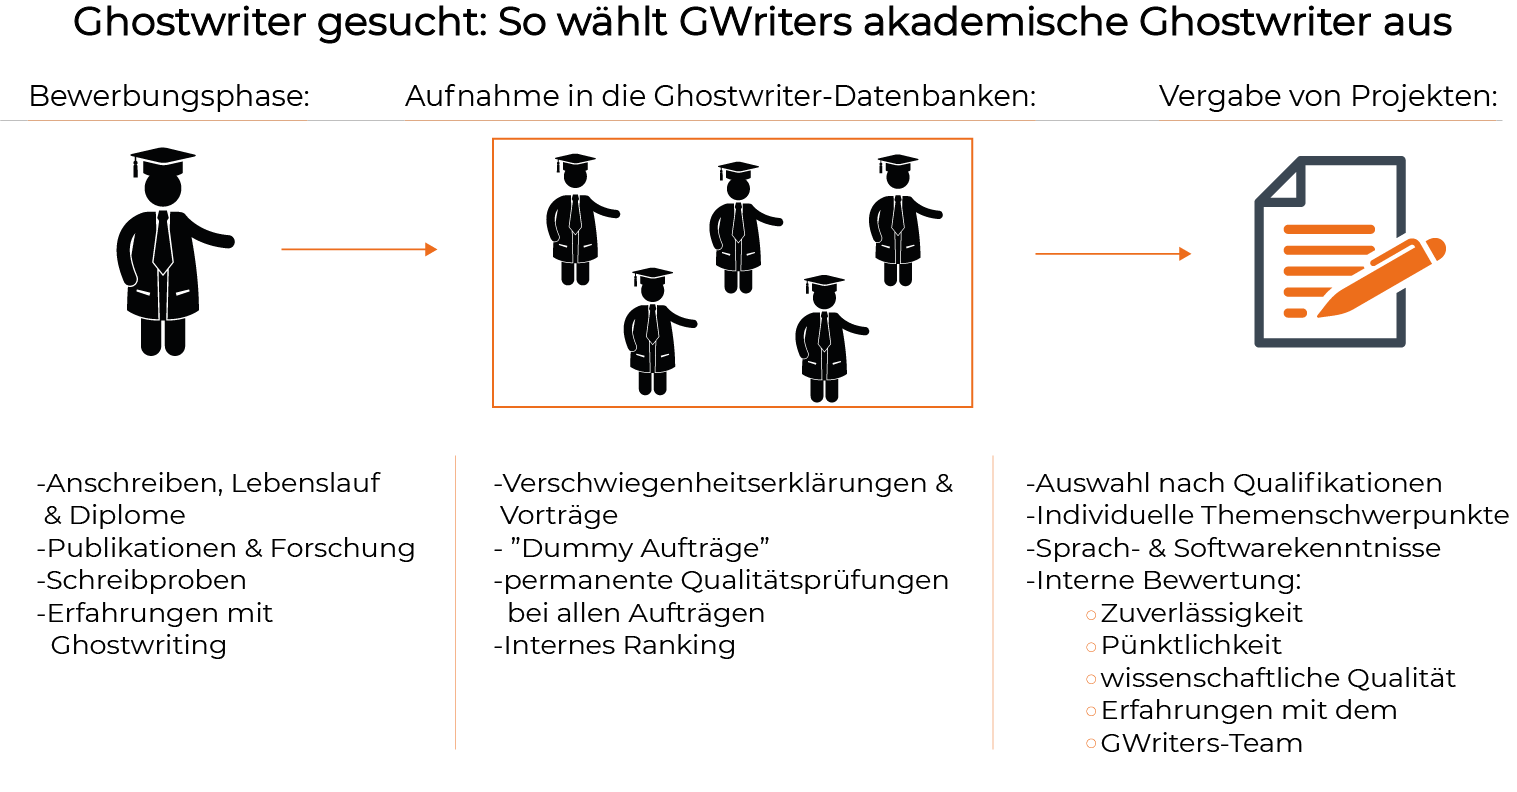 Ghostwriter gesucht: So wählt GWriters akademische Ghostwriter aus
Bewerbungsphase:
Aufnahme in die Ghostwriter-Datenbanken:
Vergabe von Projekten:
-Anschreiben, Lebenslauf
& Diplome
-Publikationen & Forschung
-Schreibproben
-Erfahrungen mit
Ghostwriting
-Verschwiegenheitserklärungen &
Vorträge
- ”Dummy Aufträge”
-permanente Qualitätsprüfungen
bei allen Aufträgen
-Internes Ranking
-Auswahl nach Qualifikationen
-Individuelle Themenschwerpunkte
-Sprach- & Softwarekenntnisse
-Interne Bewertung:
○ Zuverlässigkeit
○ Pünktlichkeit
○ wissenschaftliche Qualität
○ Erfahrungen mit dem
○ GWriters-Team